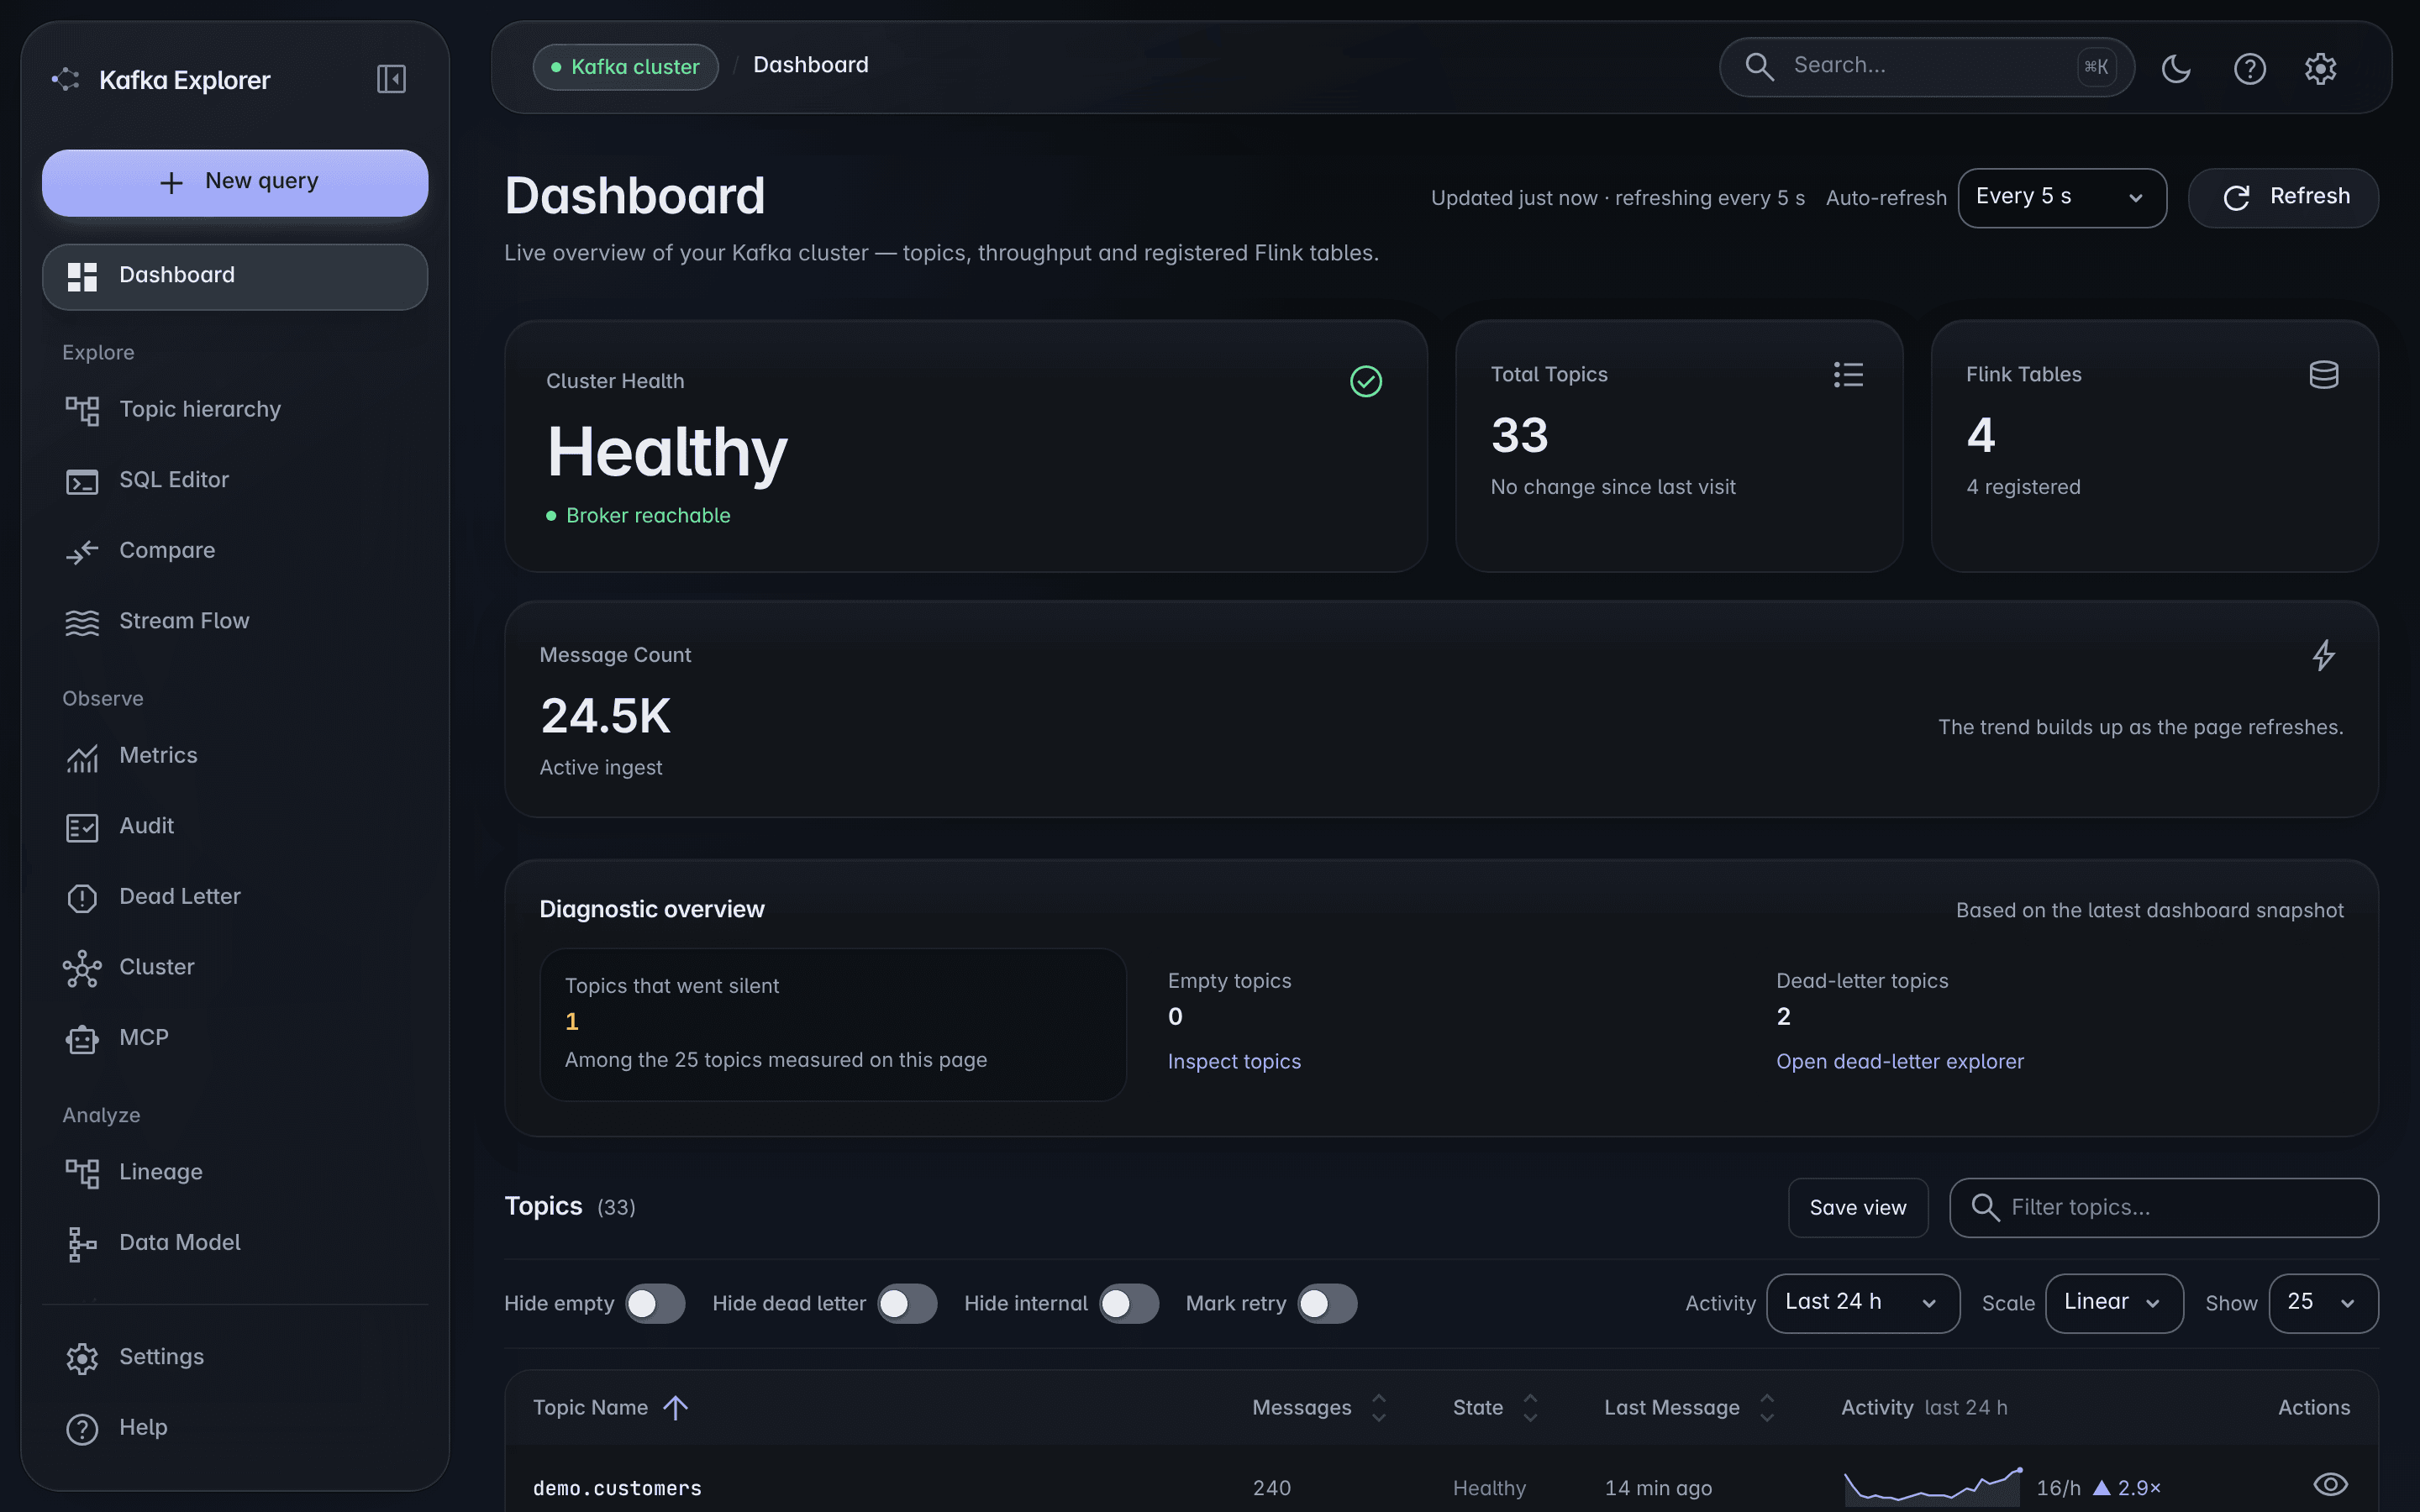 Kafka Explorer
New query
Dashboard
Explore
Topic hierarchy
SQL Editor
Compare
Stream Flow
Observe
Metrics
Audit
Dead Letter
Cluster
MCP
Analyze
Lineage
Data Model
Settings
Help
Kafka cluster / Dashboard
Search... ⌘K
Dashboard
Live overview of your Kafka cluster — topics, throughput and registered Flink tables.
Updated just now · refreshing every 5 s Auto-refresh Every 5 s Refresh
Cluster Health
Healthy
Broker reachable
Total Topics
33
No change since last visit
Flink Tables
4
4 registered
Message Count
24.5K
Active ingest
The trend builds up as the page refreshes.
Diagnostic overview
Based on the latest dashboard snapshot
Topics that went silent
1
Among the 25 topics measured on this page
Empty topics
0
Inspect topics
Dead-letter topics
2
Open dead-letter explorer
Topics (33)
Save view
Filter topics...
Hide empty Hide dead letter Hide internal Mark retry
Activity Last 24 h Scale Linear Show 25
Topic Name Messages State Last Message Activity last 24 h Actions
demo.customers 240 Healthy 14 min ago 16/h ▲ 2.9×